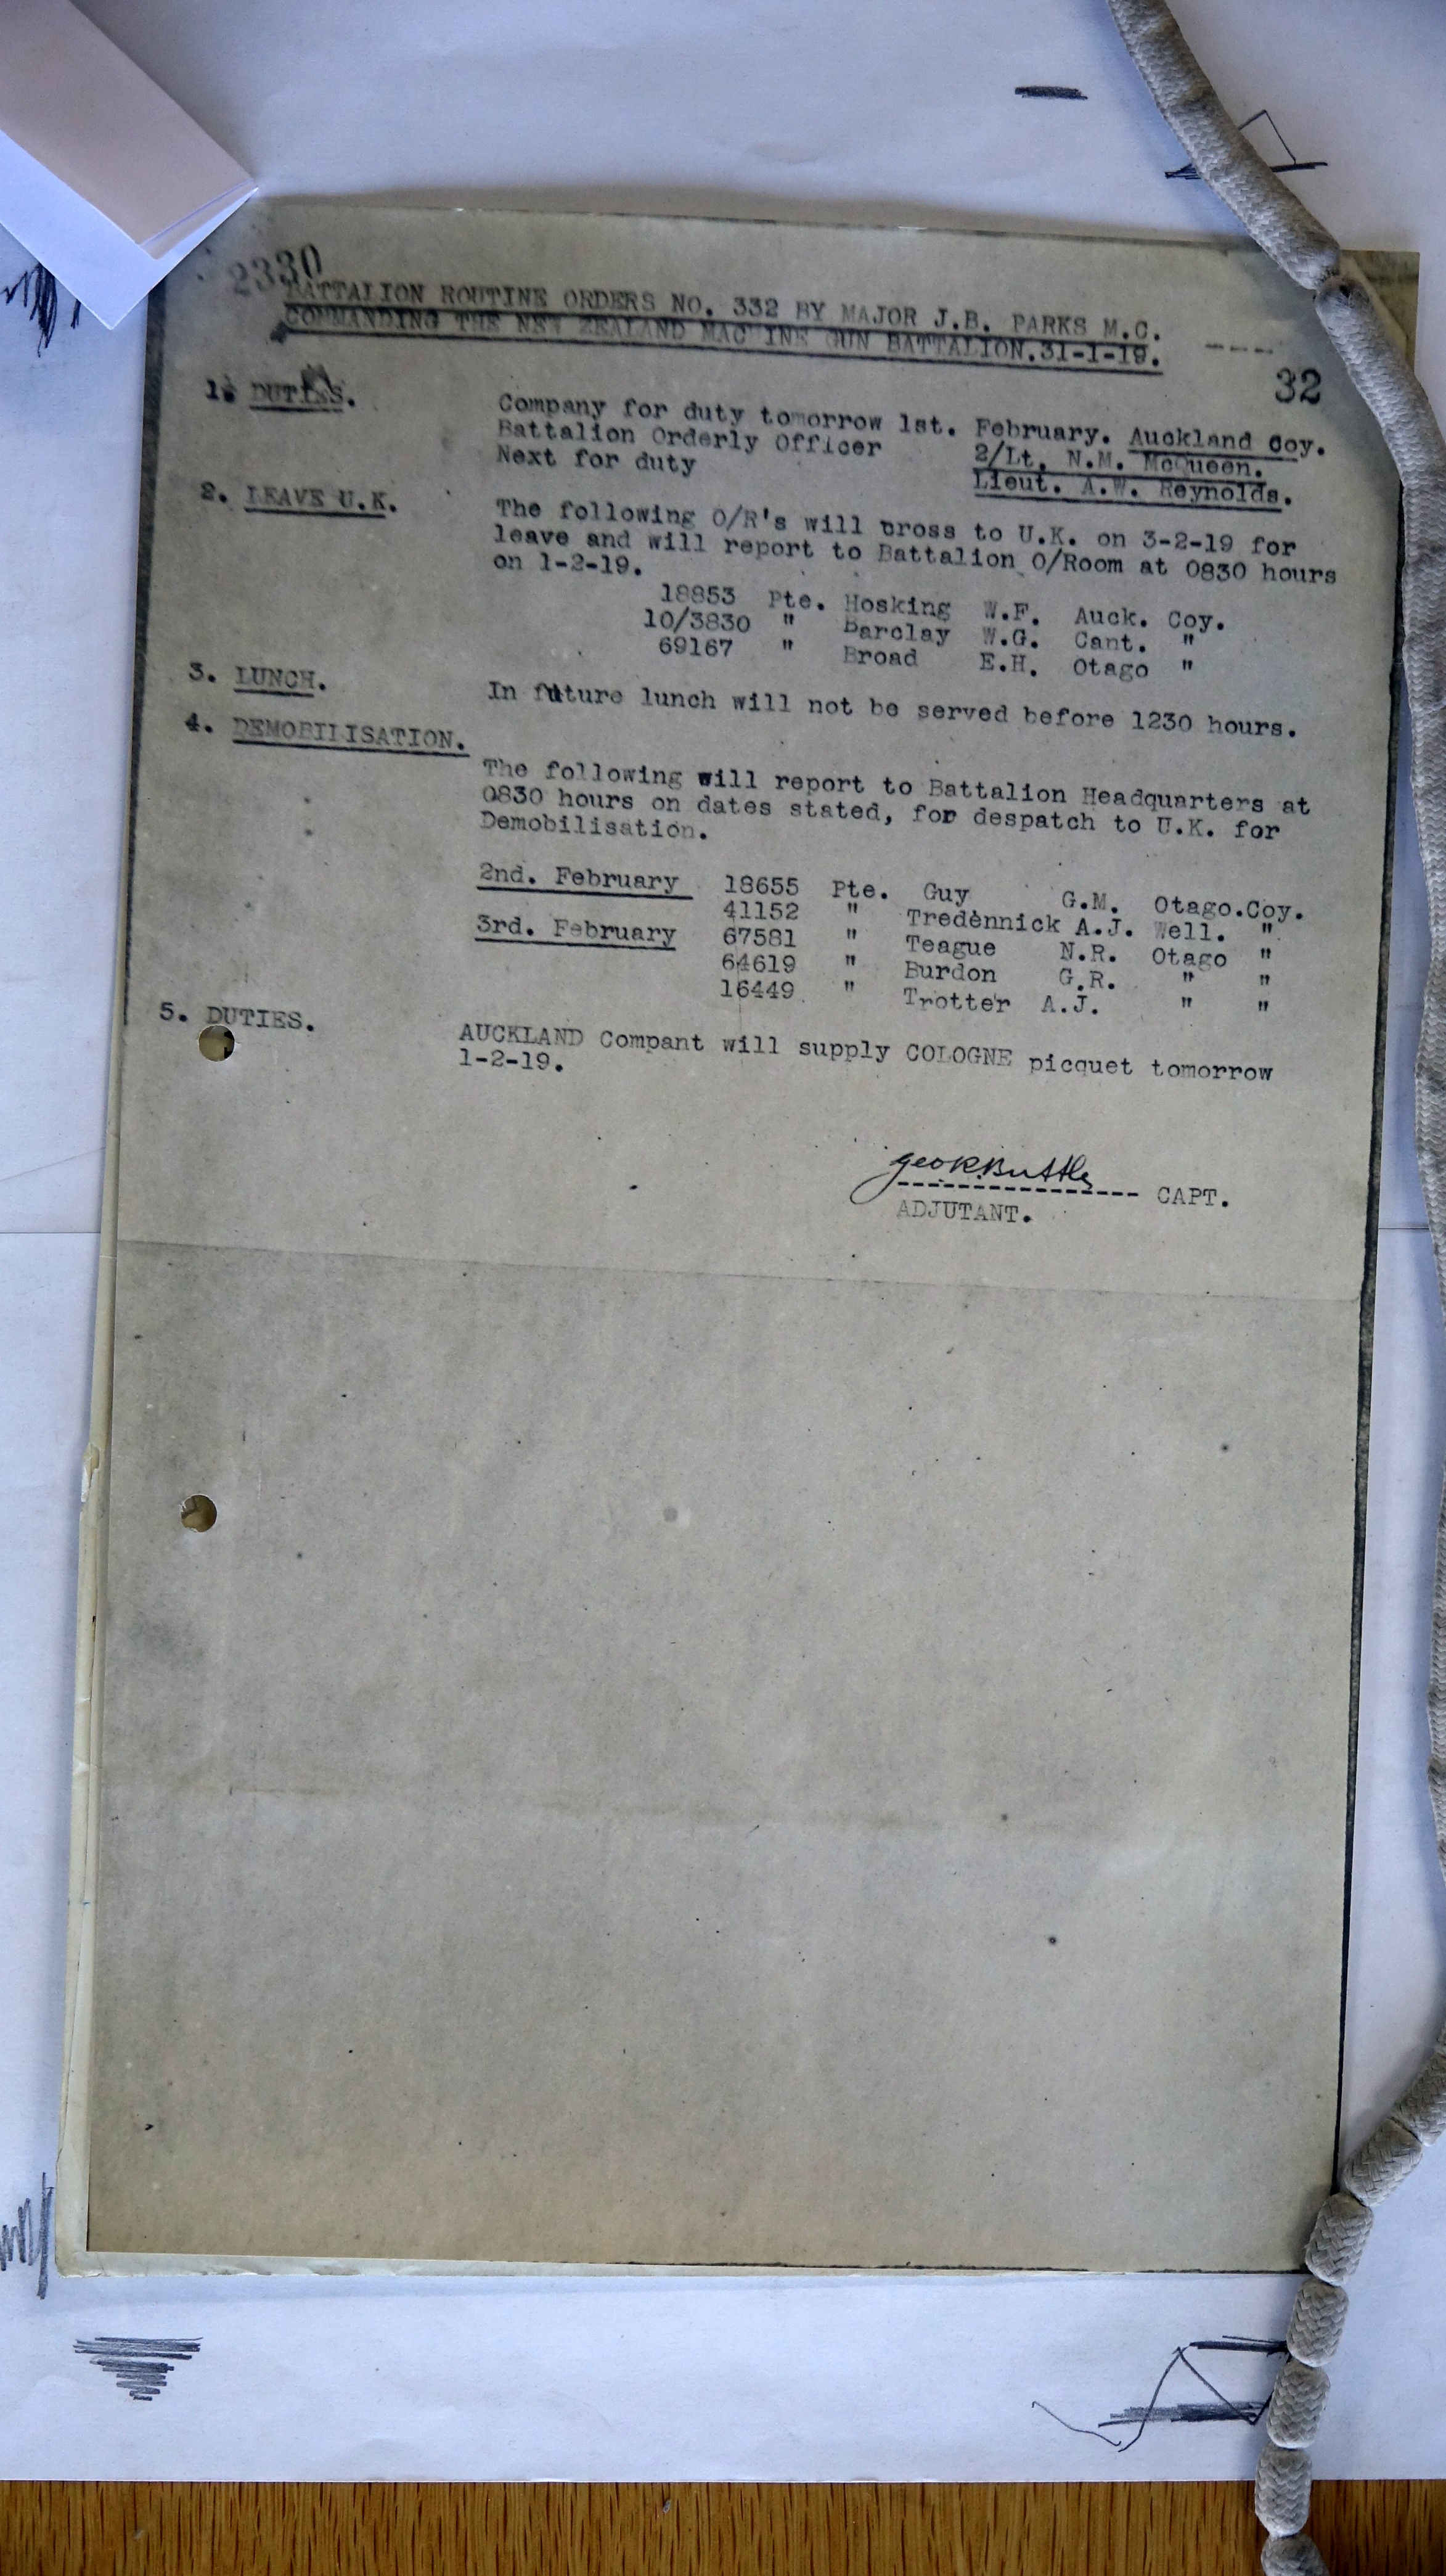 2330
BATTALION ROUTINE ORDERS NO. 332 BY MAJOR J.B. PARKS M.C.
COMMANDING THE NEW ZEALAND MAC INE GUN BATTALION.31-1-19.
32
1. DUTIES.
Company for duty tomorrow 1st. February. Auckland Coy.
Battalion Orderly Officer 2/Lt. N.M. McQueen.
Next for duty Lieut. A.W. Reynolds.
2. LEAVE U.K.
The following O/R's will cross to U.K. on 3-2-19 for
leave and will report to Battalion O/Room at 0830 hours
on 1-2-19.
18853 Pte. Hosking W.F. Auck. Coy.
10/3830 " Barclay W.G. Cant. "
69167 " Broad E.H. Otago "
3. LUNCH.
In future lunch will not be served before 1230 hours.
4. DEMOBILISATION.
The following will report to Battalion Headquarters at
0830 hours on dates stated, for despatch to U.K. for
Demobilisation.
2nd. February 18655 Pte. Guy G.M. Otago.Coy.
41152 " Tredennick A.J. Well. "
3rd. February 67581 " Teague N.R. Otago "
64619 " Burdon G.R. " "
16449 " Trotter A.J. " "
5. DUTIES.
AUCKLAND Compant will supply COLOGNE picquet tomorrow
1-2-19.
Geo R Buttle
---------------- CAPT.
ADJUTANT.